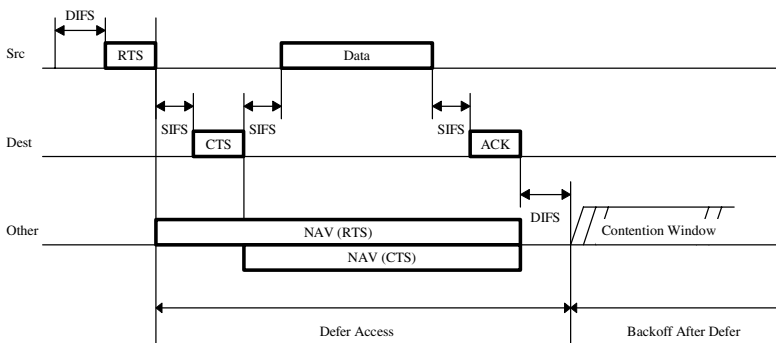 DIFS
Src
RTS
Data
SIFS
SIFS
SIFS
Dest
CTS
ACK
DIFS
Other
NAV (RTS)
Contention Window
NAV (CTS)
Defer Access
Backoff After Defer